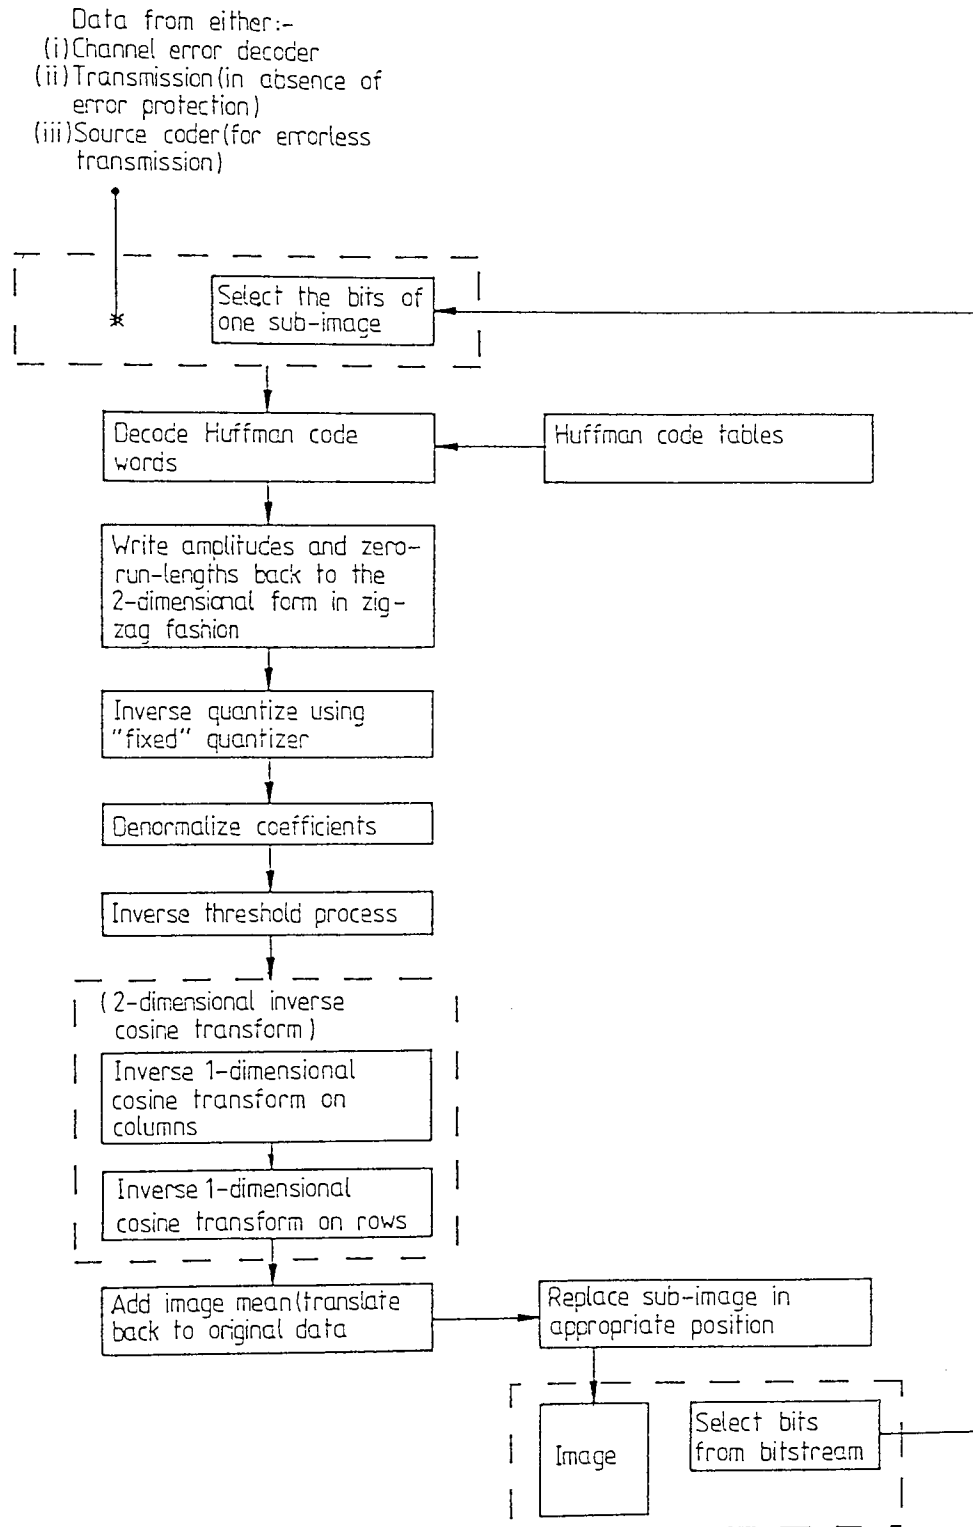 Data from either:-
(i)Channel error decoder
(ii)Transmission(in absence of
error protection)
(iii)Source coder(for errorless
transmission)
Select the bits of
one sub-image
Decode Huffman code
words
Huffman code tables
Write amplitudes and zero-
run-lengths back to the
2-dimensional form in zig-
zag fashion
Inverse quantize using
"fixed" quantizer
Denormalize coefficients
Inverse threshold process
(2-dimensional inverse
cosine transform)
Inverse 1-dimensional
cosine transform on
columns
Inverse 1-dimensional
cosine transform on rows
Add image mean(translate
back to original data
Replace sub-image in
appropriate position
Image
Select bits
from bitstream